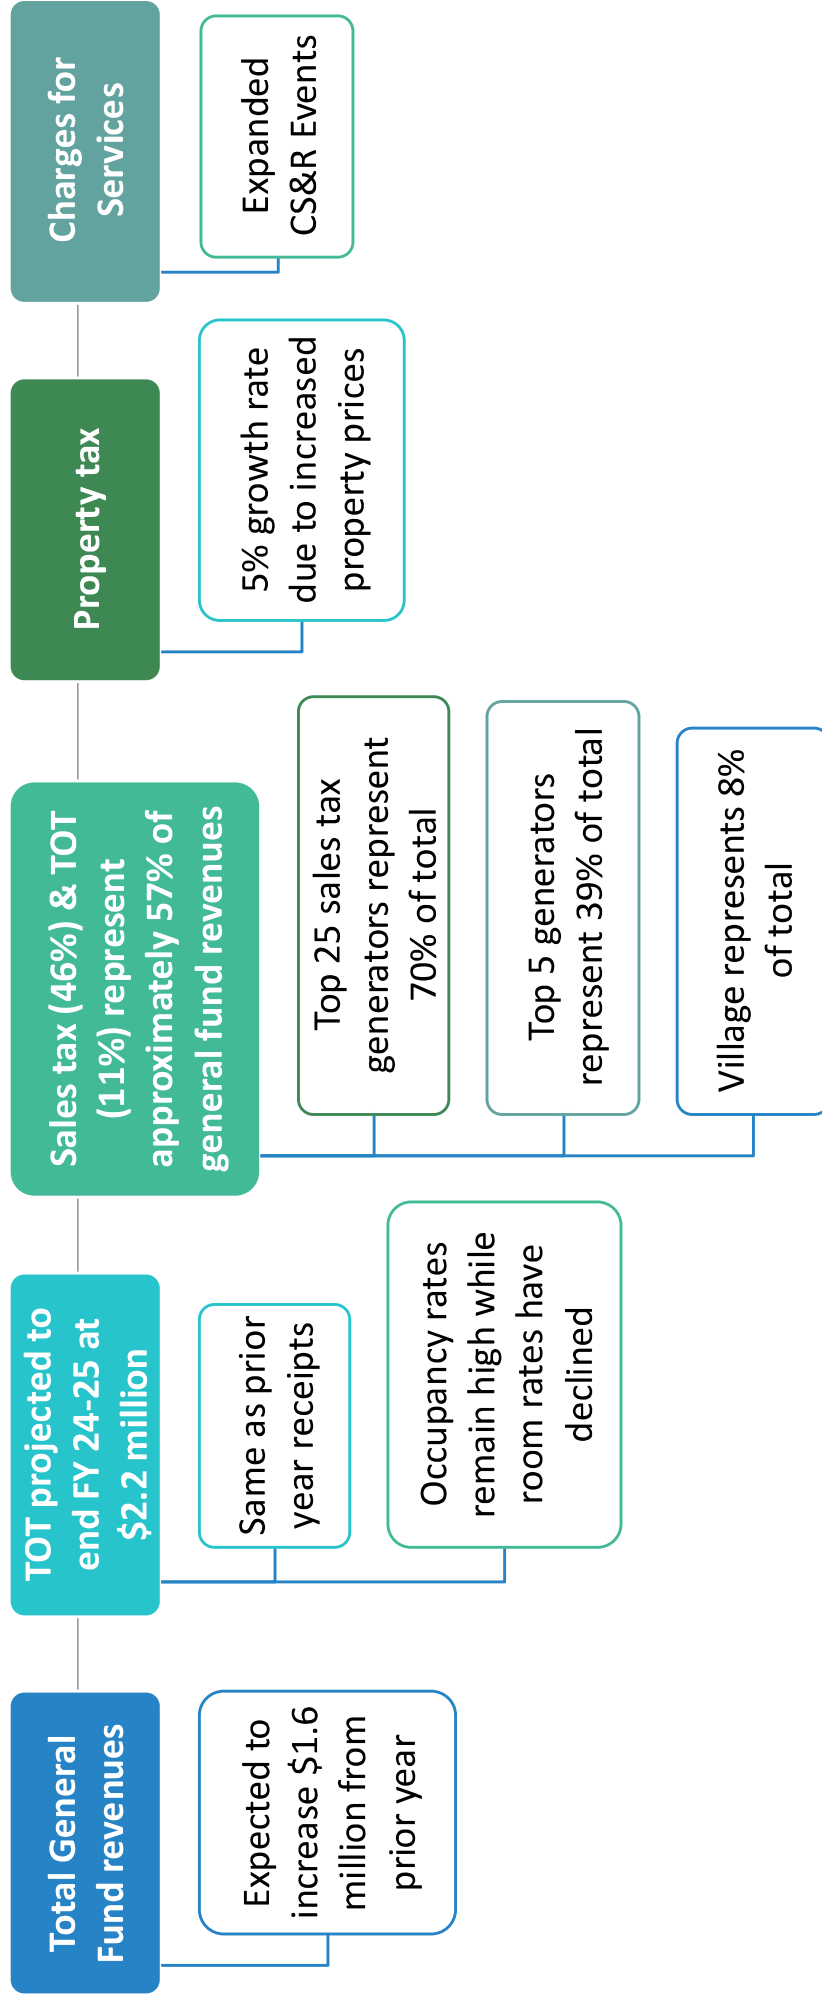 Total General
Fund revenues
Expected to
increase $1.6
million from
prior year
TOT projected to
end FY 24-25 at
$2.2 million
Same as prior
year receipts
Occupancy rates
remain high while
room rates have
declined
Sales tax (46%) & TOT
(11%) represent
approximately 57% of
general fund revenues
Top 25 sales tax
generators represent
70% of total
Top 5 generators
represent 39% of total
Village represents 8%
of total
Property tax
5% growth rate
due to increased
property prices
Charges for
Services
Expanded
CS&R Events